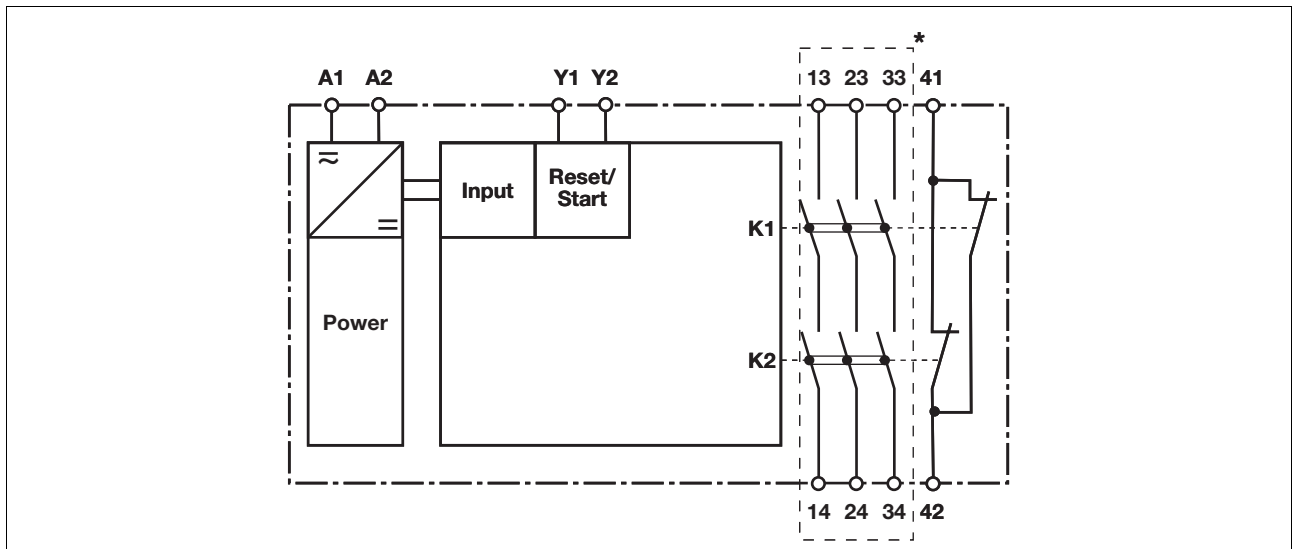 *
A1 A2 Y1 Y2 13 23 33 41
Input
Reset/
Start
K1
Power
K2
14 24 34 42